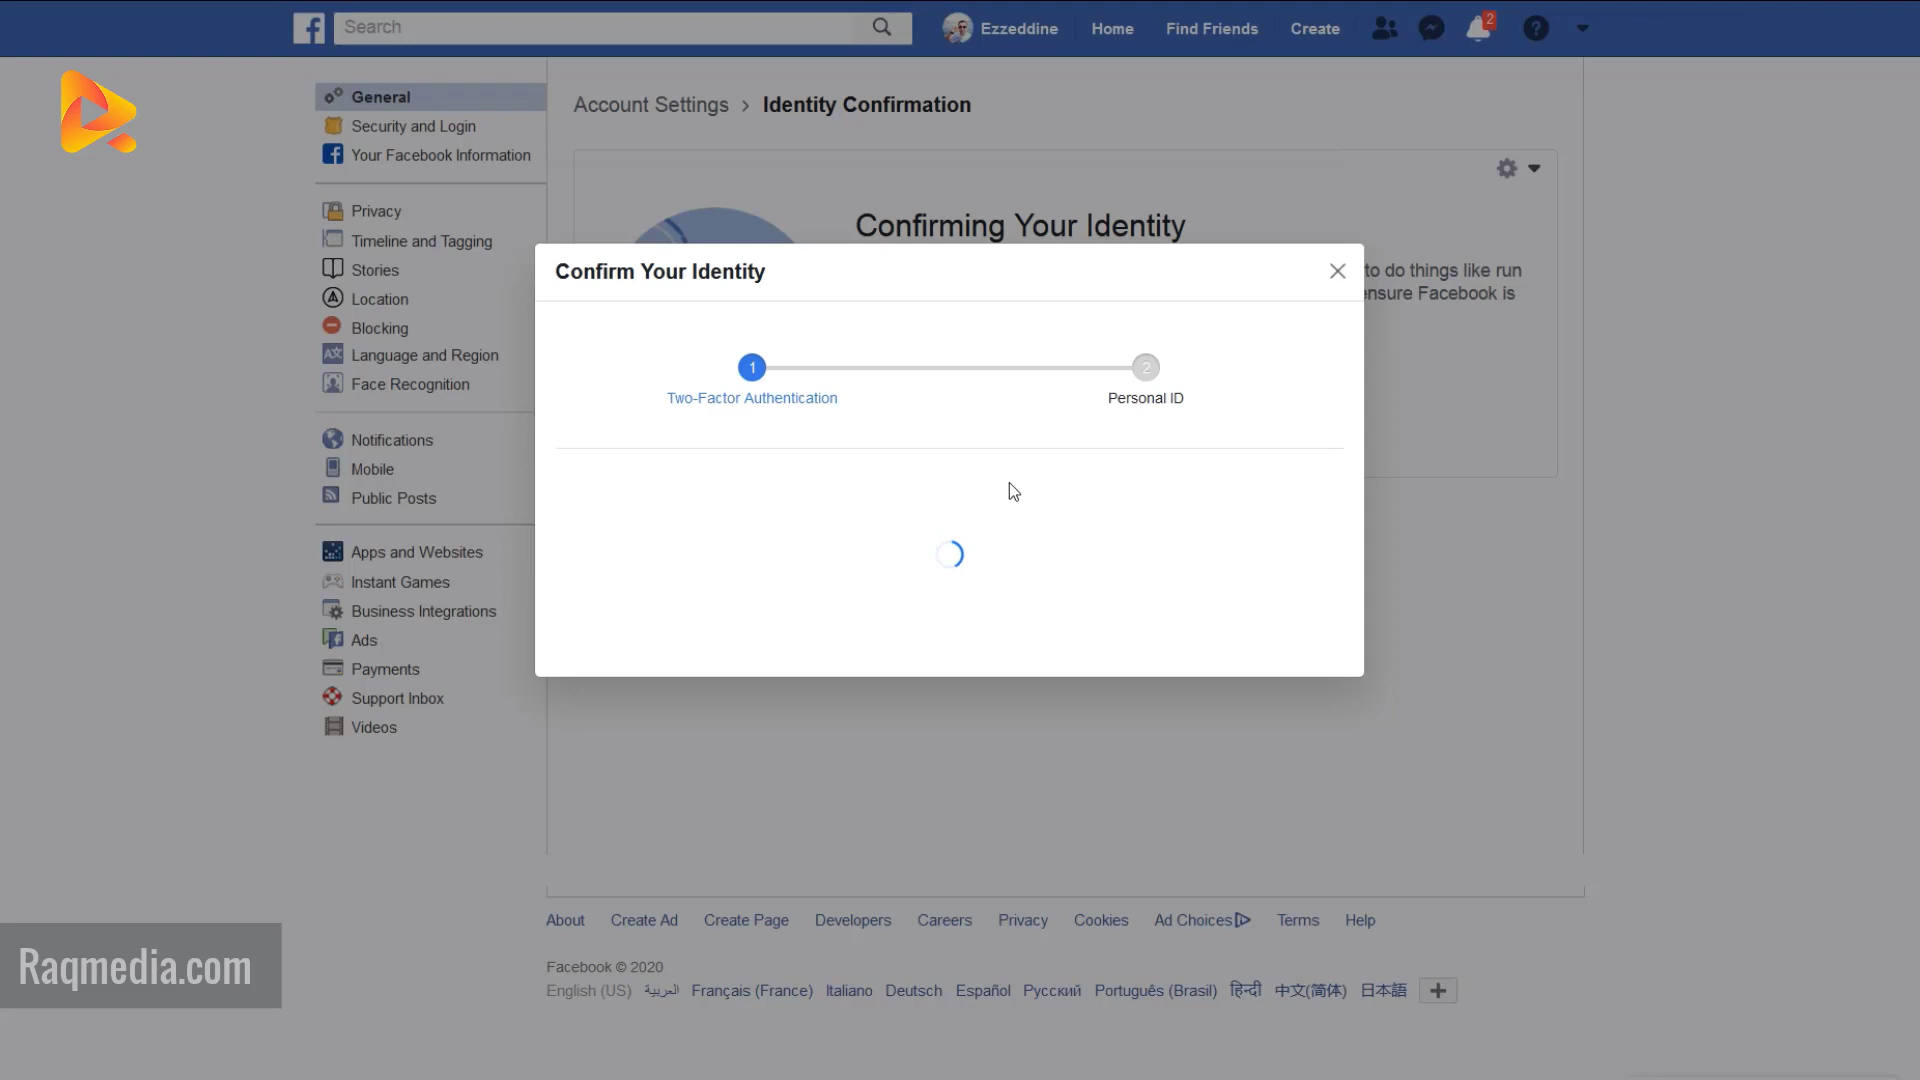 Search
Ezzeddine
Home
Find Friends
Create
2
General
Security and Login
Your Facebook Information
Privacy
Timeline and Tagging
Stories
Location
Blocking
Language and Region
Face Recognition
Notifications
Mobile
Public Posts
Apps and Websites
Instant Games
Business Integrations
Ads
Payments
Support Inbox
Videos
Account Settings › Identity Confirmation
Confirming Your Identity
to do things like run
ensure Facebook is
Confirm Your Identity
1
2
Two-Factor Authentication
Personal ID
About Create Ad Create Page Developers Careers Privacy Cookies Ad Choices Terms Help
Facebook © 2020
English (US) العربية Français (France) Italiano Deutsch Español Русский Português (Brasil) हिन्दी 中文(简体) 日本語
Raqmedia.com